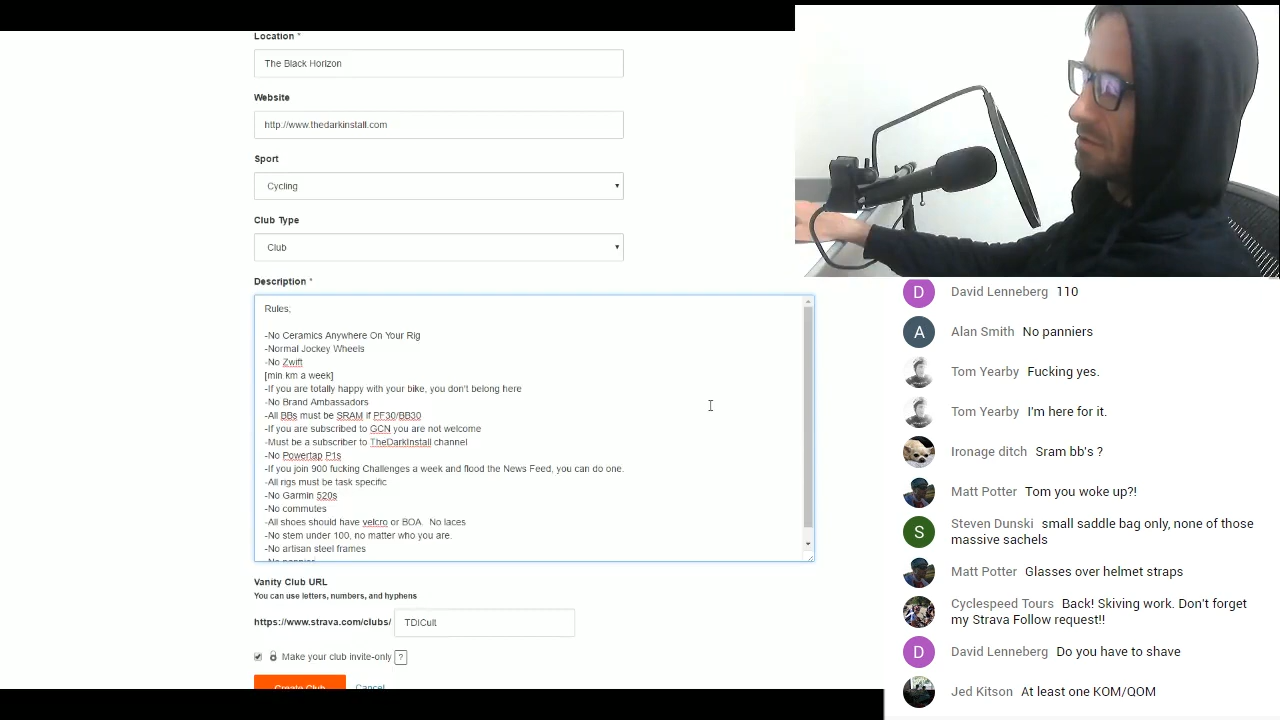 Location *
The Black Horizon
Website
http://www.thedarkinstall.com
Sport
Cycling
Club Type
Club
Description *
Rules;
-No Ceramics Anywhere On Your Rig
-Normal Jockey Wheels
-No Zwift
[min km a week]
-If you are totally happy with your bike, you don't belong here
-No Brand Ambassadors
-All BBs must be SRAM if PF30/BB30
-If you are subscribed to GCN you are not welcome
-Must be a subscriber to TheDarkInstall channel
-No Powertap P1s
-If you join 900 fucking Challenges a week and flood the News Feed, you can do one.
-All rigs must be task specific
-No Garmin 520s
-No commutes
-All shoes should have velcro or BOA.  No laces
-No stem under 100, no matter who you are.
-No artisan steel frames
Vanity Club URL
You can use letters, numbers, and hyphens
https://www.strava.com/clubs/ TDICult
Make your club invite-only ?
Create Club Cancel
D David Lenneberg 110
A Alan Smith No panniers
Tom Yearby Fucking yes.
Tom Yearby I'm here for it.
Ironage ditch Sram bb's ?
Matt Potter Tom you woke up?!
S Steven Dunski small saddle bag only, none of those
massive sachels
Matt Potter Glasses over helmet straps
Cyclespeed Tours Back! Skiving work. Don't forget
my Strava Follow request!!
D David Lenneberg Do you have to shave
Jed Kitson At least one KOM/QOM